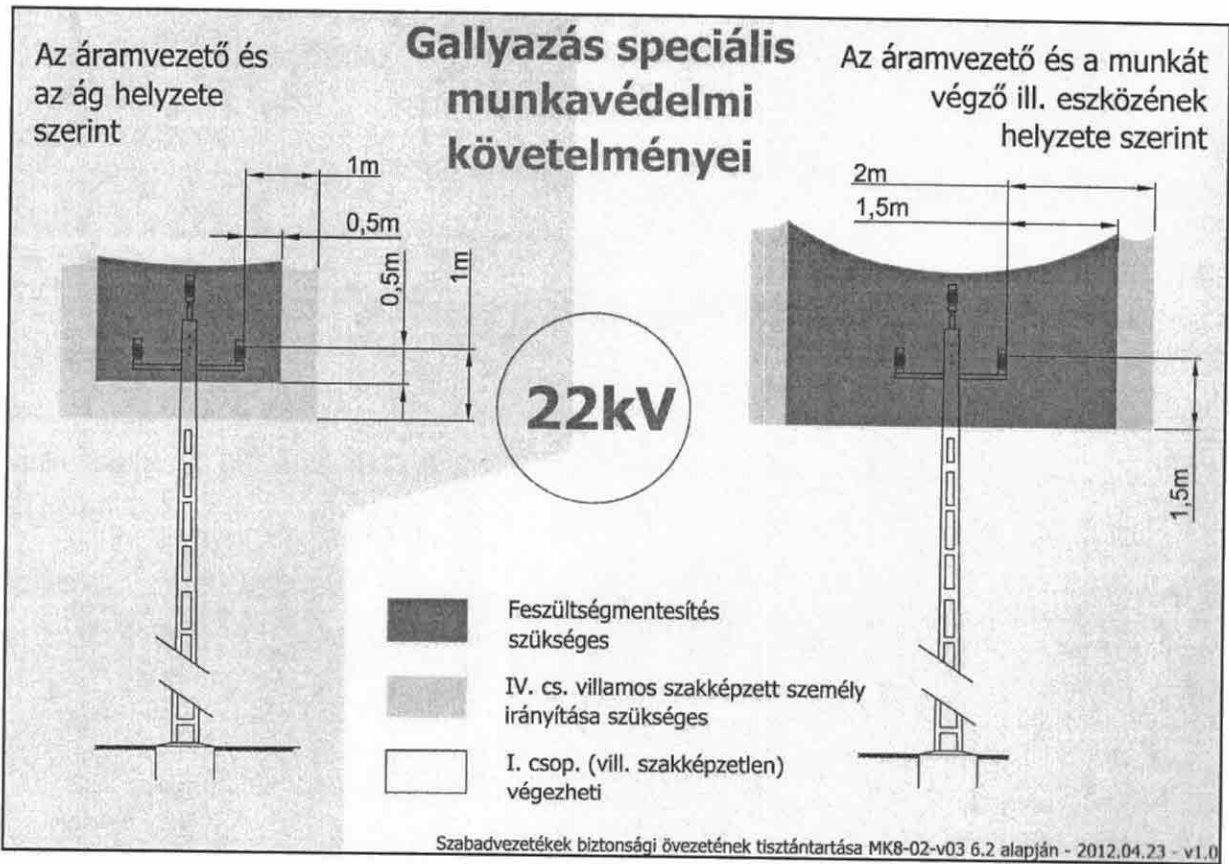 Az áramvezető és
az ág helyzete
szerint
Gallyazás speciális
munkavédelmi
követelményei
Az áramvezető és a munkát
végző ill. eszközének
helyzete szerint
1m
0,5m
0,5m
1m
2m
1,5m
1,5m
22kV
Feszültségmentesítés
szükséges
IV. cs. villamos szakképzett személy
irányítása szükséges
I. csop. (vill. szakképzetlen)
végezheti
Szabadvezetékek biztonsági övezetének tisztántartása MK8-02-v03 6.2 alapján - 2012.04.23 - v1.0